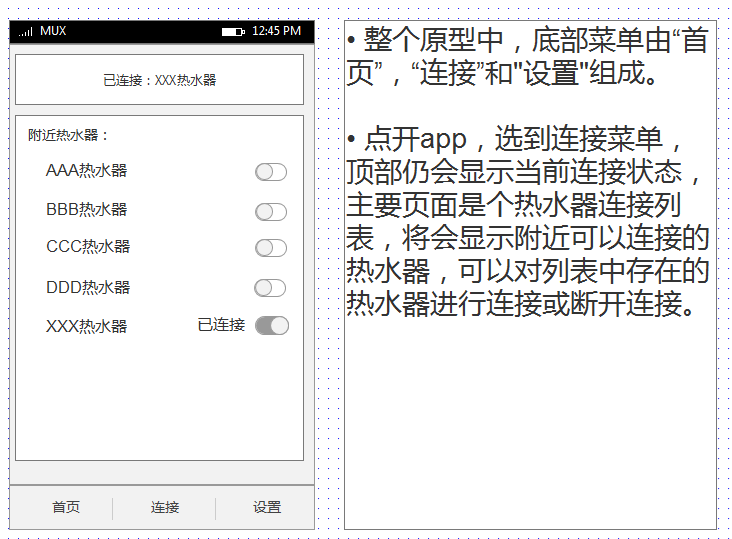 MUX 12:45 PM
已连接：XXX热水器
附近热水器：
AAA热水器
BBB热水器
CCC热水器
DDD热水器
XXX热水器 已连接
首页 连接 设置
• 整个原型中，底部菜单由“首
页”，“连接”和"设置"组成。
• 点开app，选到连接菜单，
顶部仍会显示当前连接状态，
主要页面是个热水器连接列
表，将会显示附近可以连接的
热水器，可以对列表中存在的
热水器进行连接或断开连接。